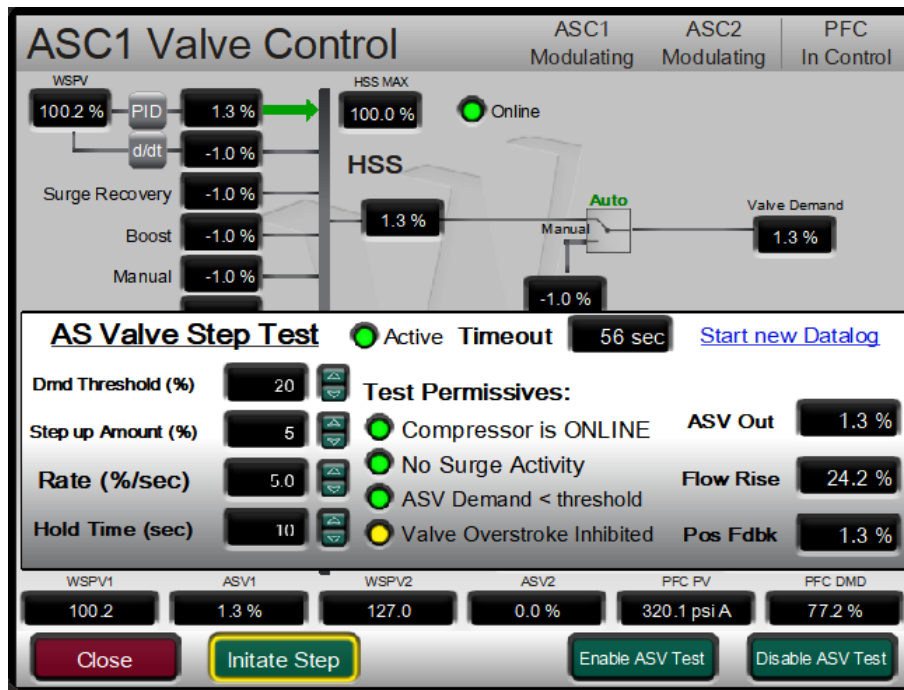 ASC1 Valve Control
ASC1 ASC2 PFC
Modulating Modulating In Control
WSPV HSS MAX
100.2 % PID 1.3 % 100.0 % Online
d/dt -1.0 %
HSS
Surge Recovery -1.0 %
1.3 % Auto Valve Demand
Boost -1.0 % Manual 1.3 %
Manual -1.0 %
-1.0 %
AS Valve Step Test Active Timeout 56 sec Start new Datalog
Dmd Threshold (%) 20 Test Permissives:
Step up Amount (%) 5 Compressor is ONLINE ASV Out 1.3 %
Rate (%/sec) 5.0 No Surge Activity Flow Rise 24.2 %
ASV Demand < threshold
Hold Time (sec) 10 Valve Overstroke Inhibited Pos Fdbk 1.3 %
WSPV1 ASV1 WSPV2 ASV2 PFC PV PFC DMD
100.2 1.3 % 127.0 0.0 % 320.1 psiA 77.2 %
Close Initate Step Enable ASV Test Disable ASV Test